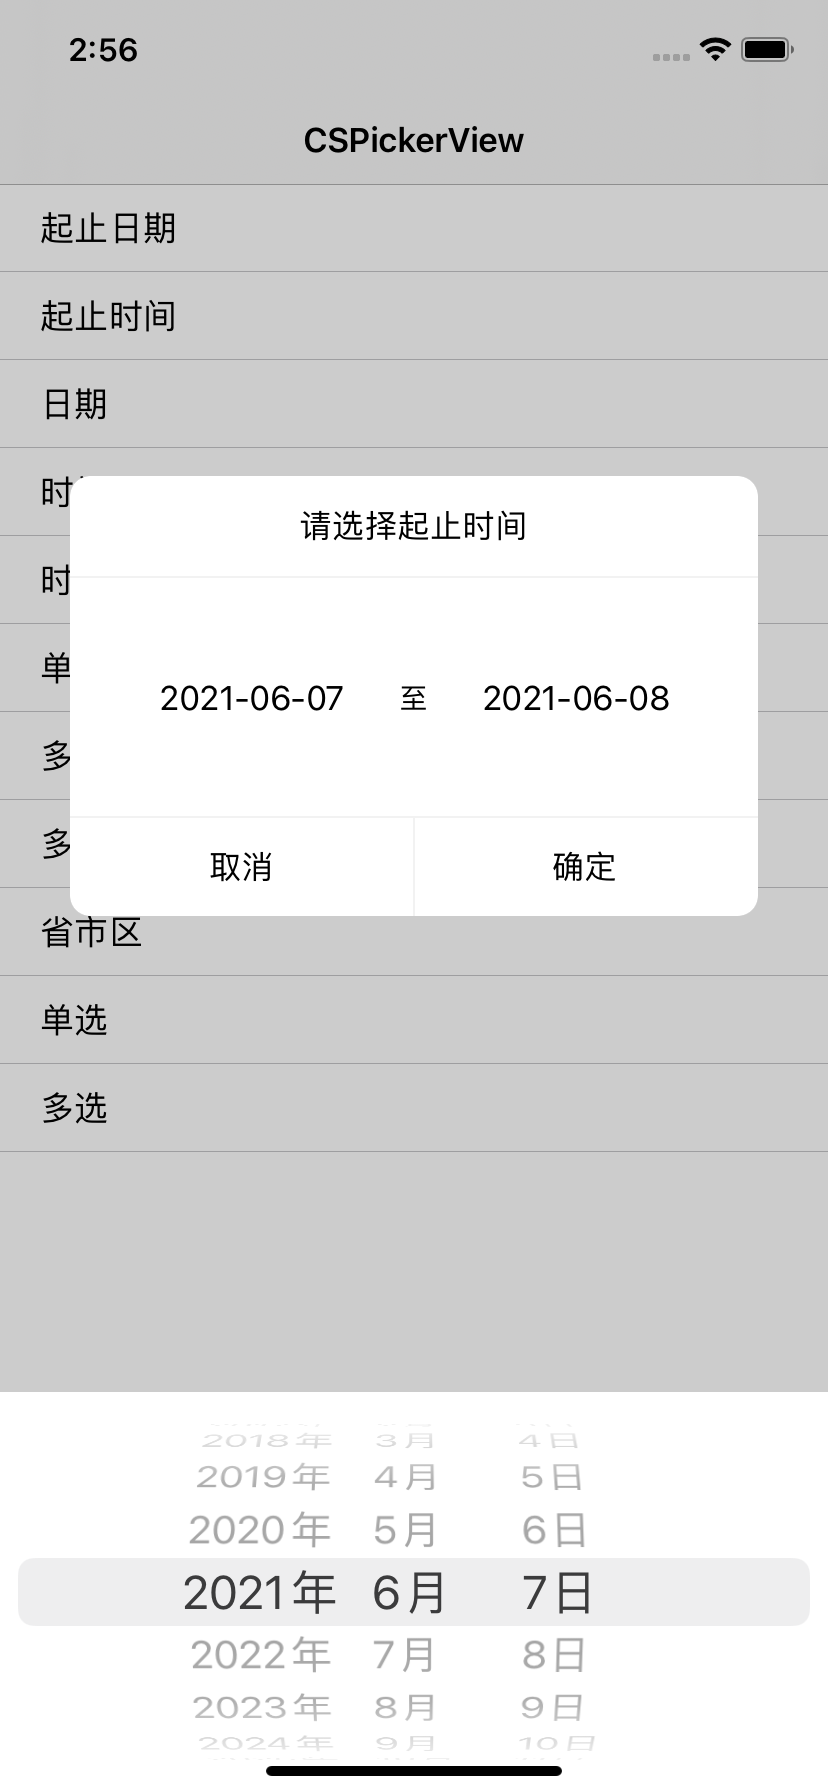 2:56
CSPickerView
起止日期
起止时间
日期
时
请选择起止时间
时
单
2021-06-07 至 2021-06-08
多
多
取消 确定
省市区
单选
多选
2018年 3月 4日
2019年 4月 5日
2020年 5月 6日
2021年 6月 7日
2022年 7月 8日
2023年 8月 9日
2024年 9月 10日